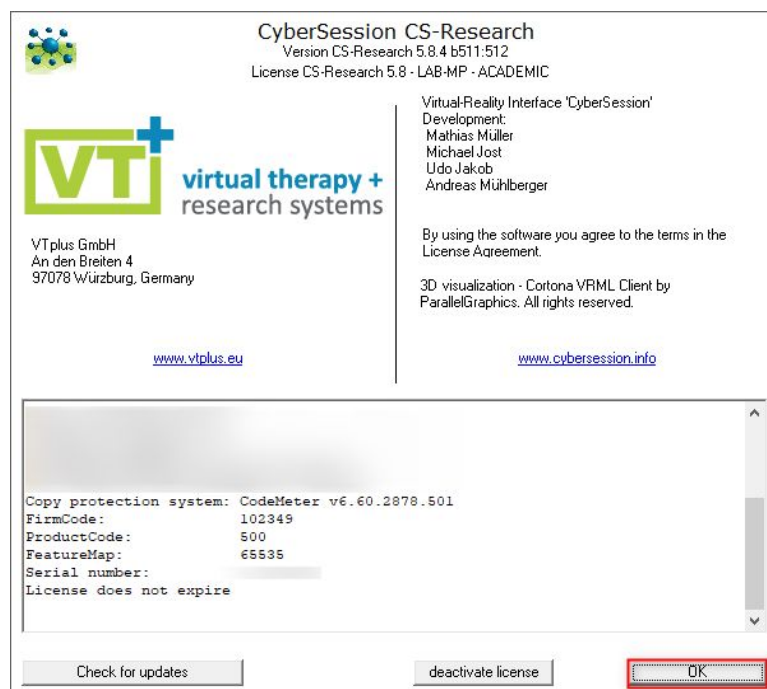 CyberSession CS-Research
Version CS-Research 5.8.4 b511:512
License CS-Research 5.8 - LAB-MP - ACADEMIC
VT+
virtual therapy +
research systems
VTplus GmbH
An den Breiten 4
97078 Würzburg, Germany
www.vtplus.eu
Virtual-Reality Interface 'CyberSession'
Development:
Mathias Müller
Michael Jost
Udo Jakob
Andreas Mühlberger
By using the software you agree to the terms in the
License Agreement.
3D visualization - Cortona VRML Client by
ParallelGraphics. All rights reserved.
www.cybersession.info
Copy protection system: CodeMeter v6.60.2878.501
FirmCode: 102349
ProductCode: 500
FeatureMap: 65535
Serial number:
License does not expire
Check for updates
deactivate license
OK